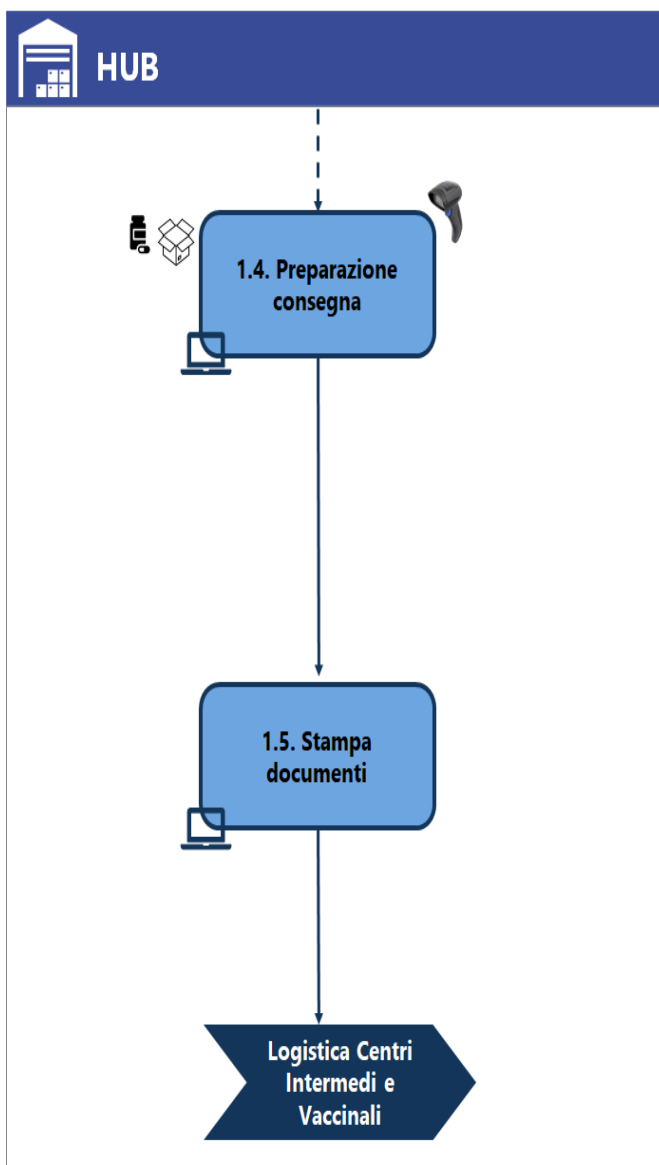 HUB
1.4. Preparazione
consegna
1.5. Stampa
documenti
Logistica Centri
Intermedi e
Vaccinali